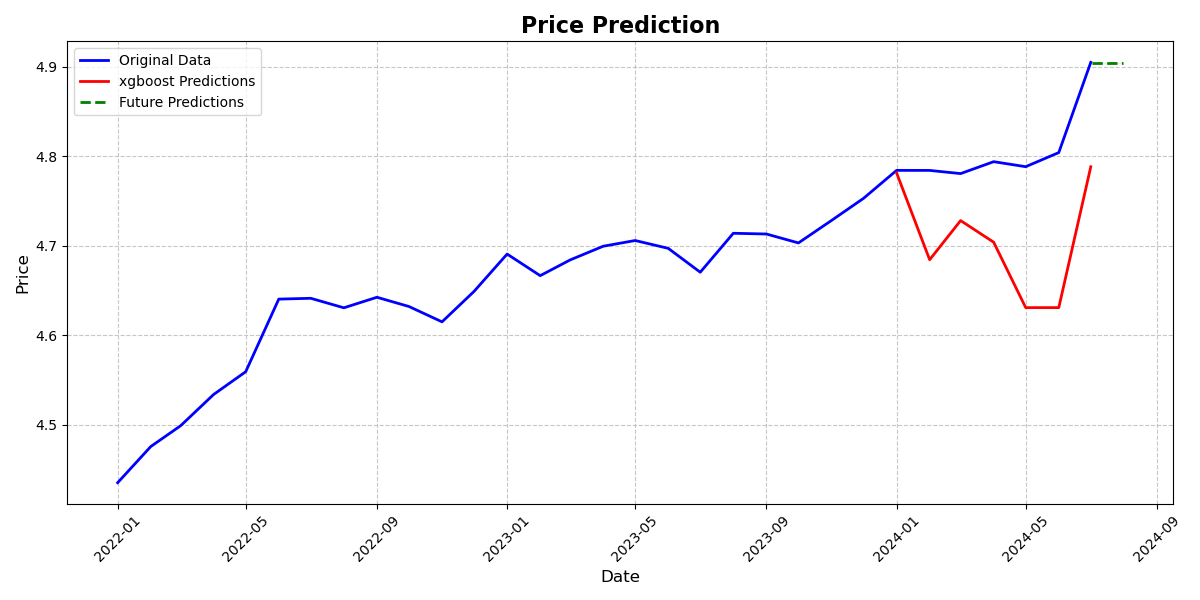 Price Prediction
Original Data
xgboost Predictions
Future Predictions
Price
4.9
4.8
4.7
4.6
4.5
2022-01
2022-05
2022-09
2023-01
2023-05
2023-09
2024-01
2024-05
2024-09
Date